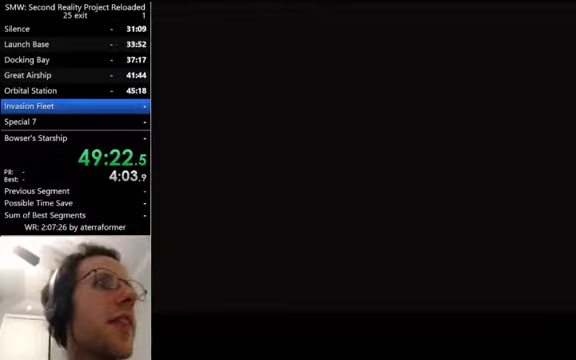 SMW: Second Reality Project Reloaded
25 exit 1
Silence - 31:09
Launch Base - 33:52
Docking Bay - 37:17
Great Airship - 41:44
Orbital Station - 45:18
Invasion Fleet -
Special 7 -
Bowser's Starship -
49:22.5
PB: -
Best: - 4:03.9
Previous Segment -
Possible Time Save -
Sum of Best Segments -
WR: 2:07:26 by aterraformer